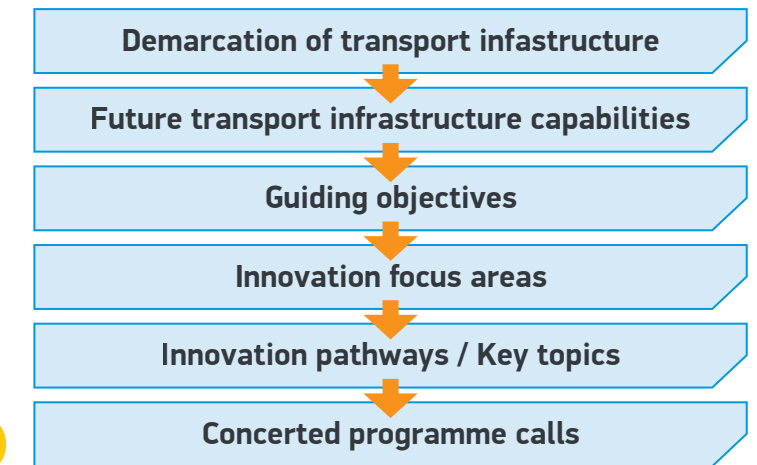 Demarcation of transport infastructure
Future transport infrastructure capabilities
Guiding objectives
Innovation focus areas
Innovation pathways / Key topics
Concerted programme calls